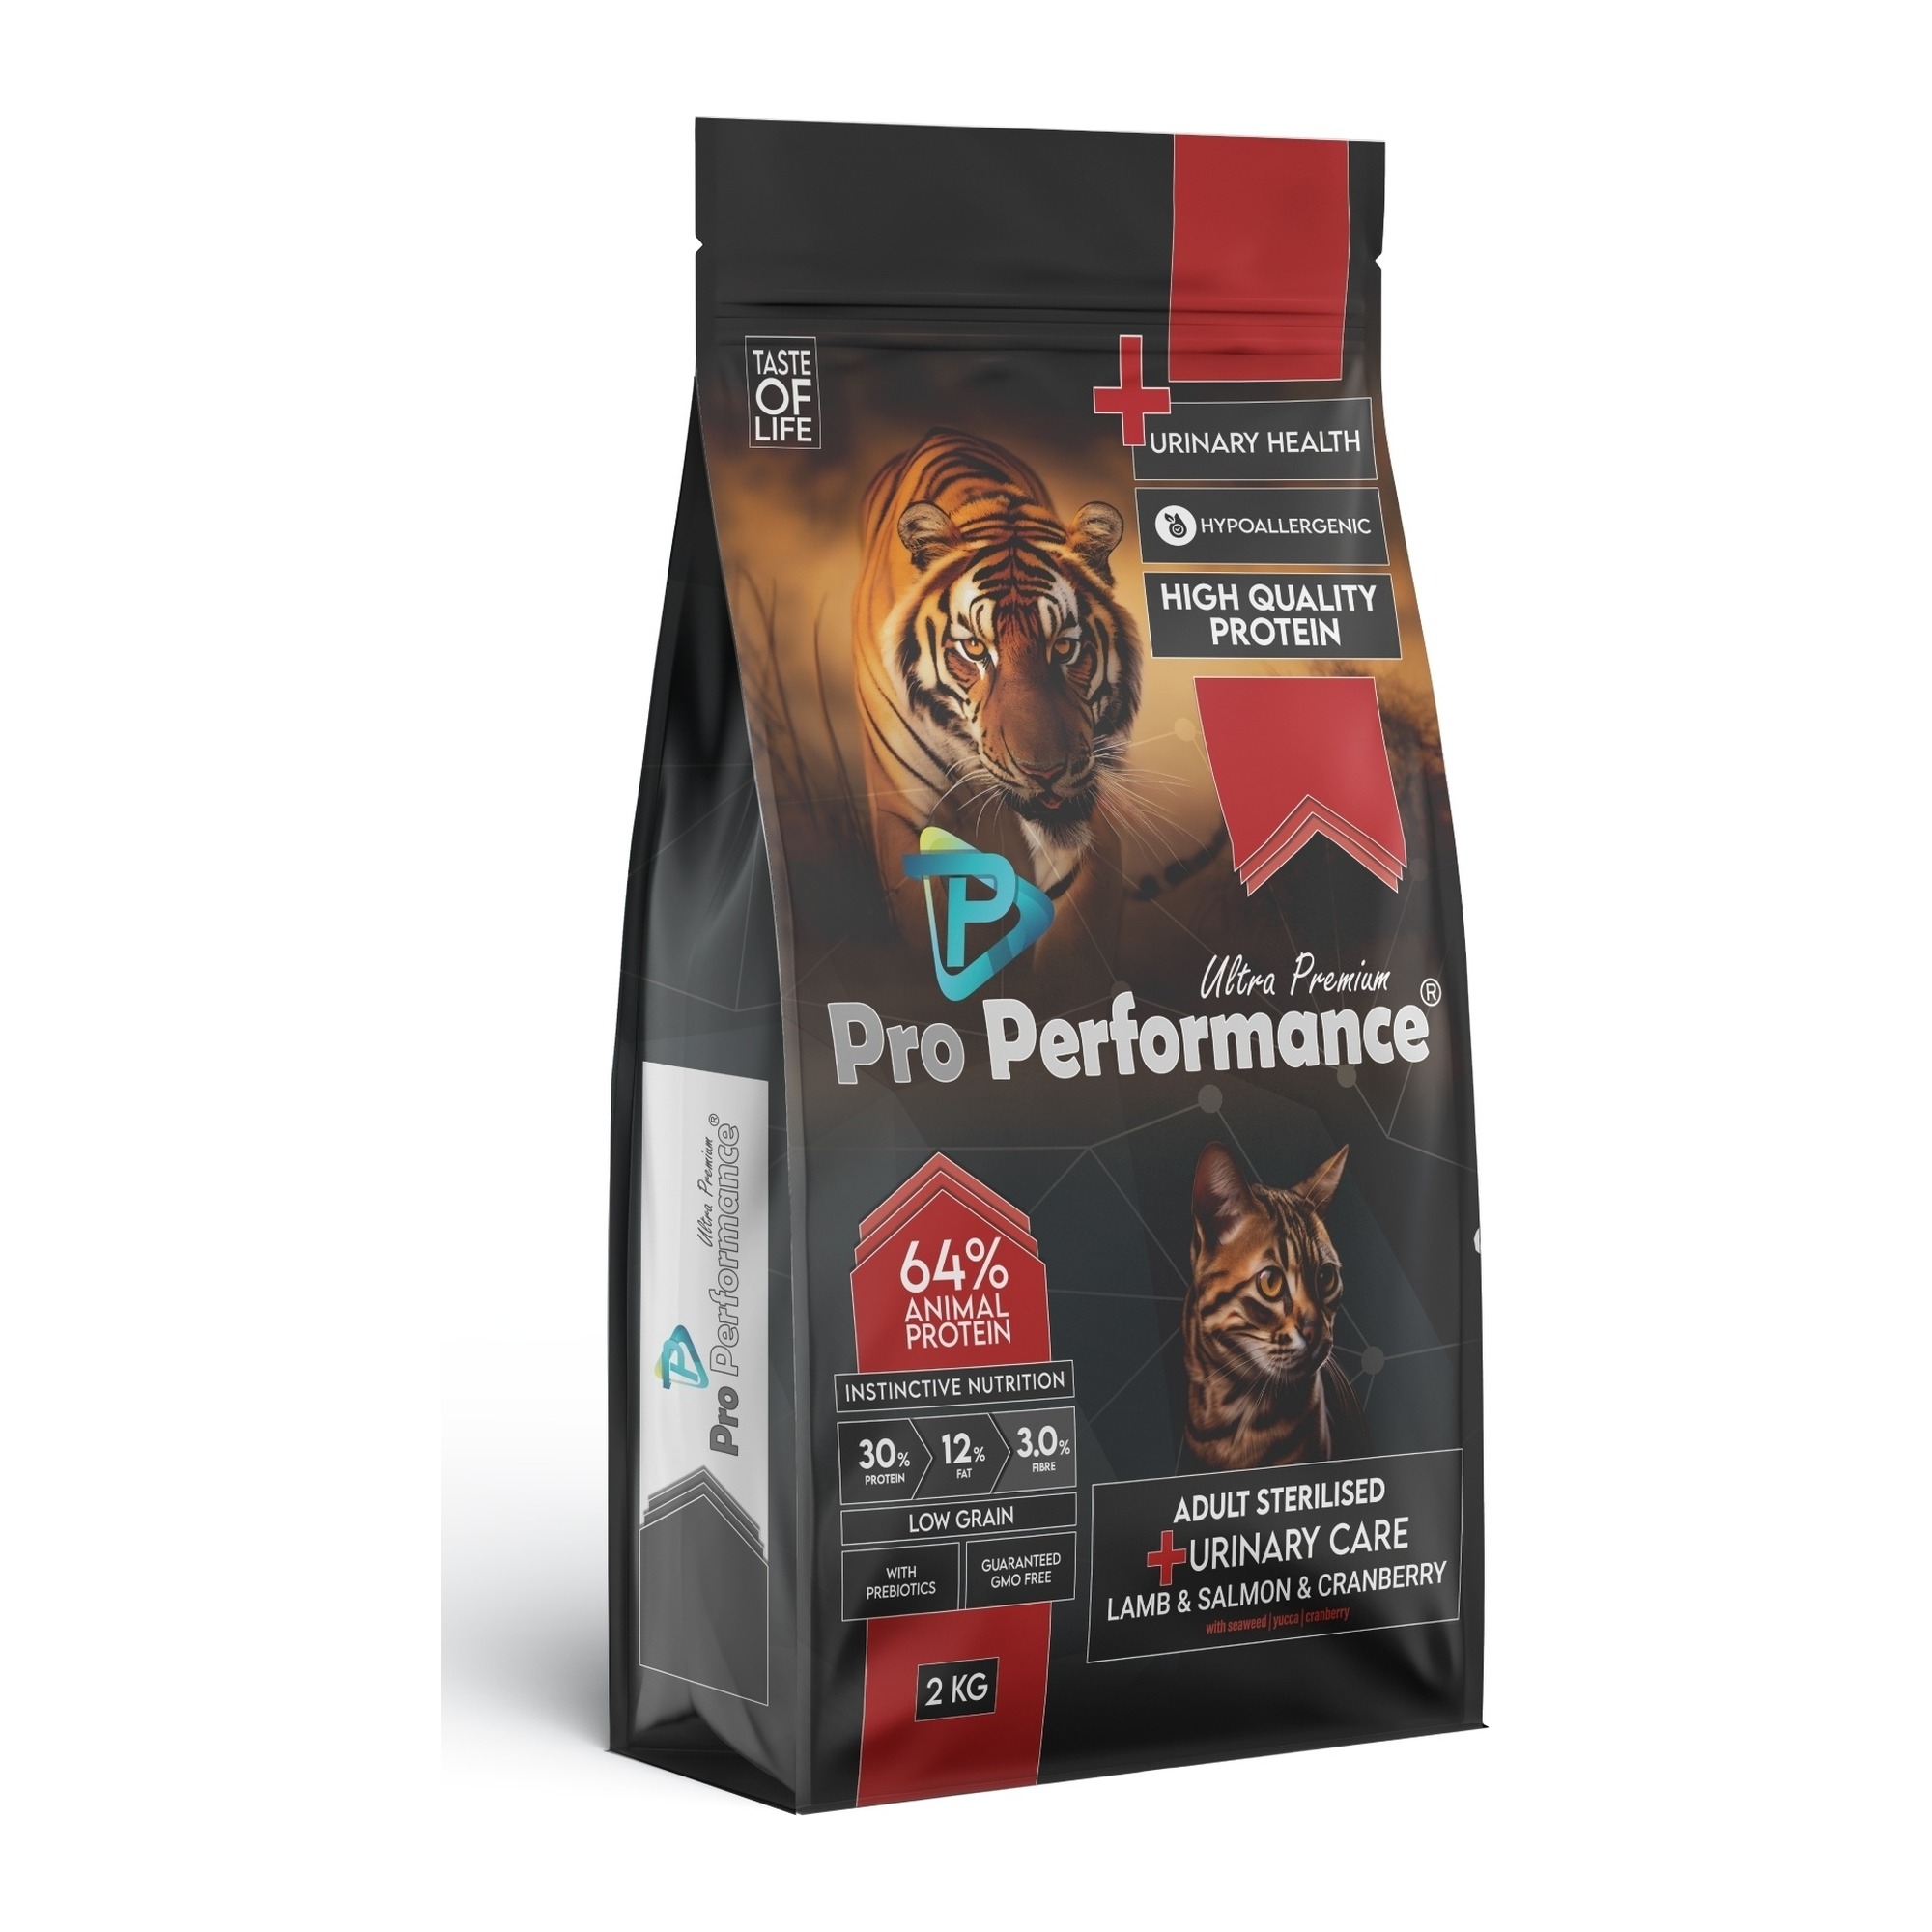 TASTE
OF
LIFE
URINARY HEALTH
HYPOALLERGENIC
HIGH QUALITY
PROTEIN
P
Ultra Premium
Pro Performance®
64%
ANIMAL
PROTEIN
INSTINCTIVE NUTRITION
30%
PROTEIN
12%
FAT
3.0%
FIBRE
LOW GRAIN
WITH
PREBIOTICS
GUARANTEED
GMO FREE
2 KG
ADULT STERILISED
+URINARY CARE
LAMB & SALMON & CRANBERRY
with seaweed | yucca | cranberry
P
Ultra Premium
Pro Performance®